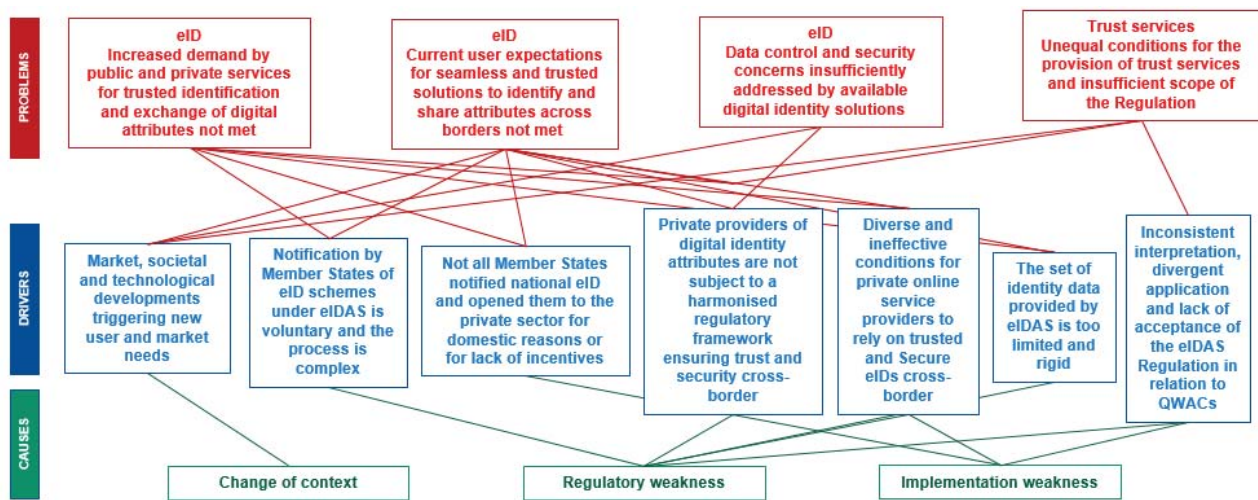 PROBLEMS
eID
Increased demand by
public and private services
for trusted identification
and exchange of digital
attributes not met
eID
Current user expectations
for seamless and trusted
solutions to identify and
share attributes across
borders not met
eID
Data control and security
concerns insufficiently
addressed by available
digital identity solutions
Trust services
Unequal conditions for the
provision of trust services
and insufficient scope of
the Regulation
DRIVERS
Market, societal
and technological
developments
triggering new
user and market
needs
Notification by
Member States of
eID schemes
under eIDAS is
voluntary and the
process is
complex
Not all Member States
notified national eID
and opened them to the
private sector for
domestic reasons or
for lack of incentives
Private providers of
digital identity
attributes are not
subject to a
harmonised
regulatory
framework
ensuring trust and
security cross-
border
Diverse and
ineffective
conditions for
private online
service
providers to
rely on trusted
and Secure
eIDs cross-
border
The set of
identity data
provided by
eIDAS is too
limited and
rigid
Inconsistent
interpretation,
divergent
application
and lack of
acceptance of
the eIDAS
Regulation in
relation to
QWACs
CAUSES
Change of context
Regulatory weakness
Implementation weakness